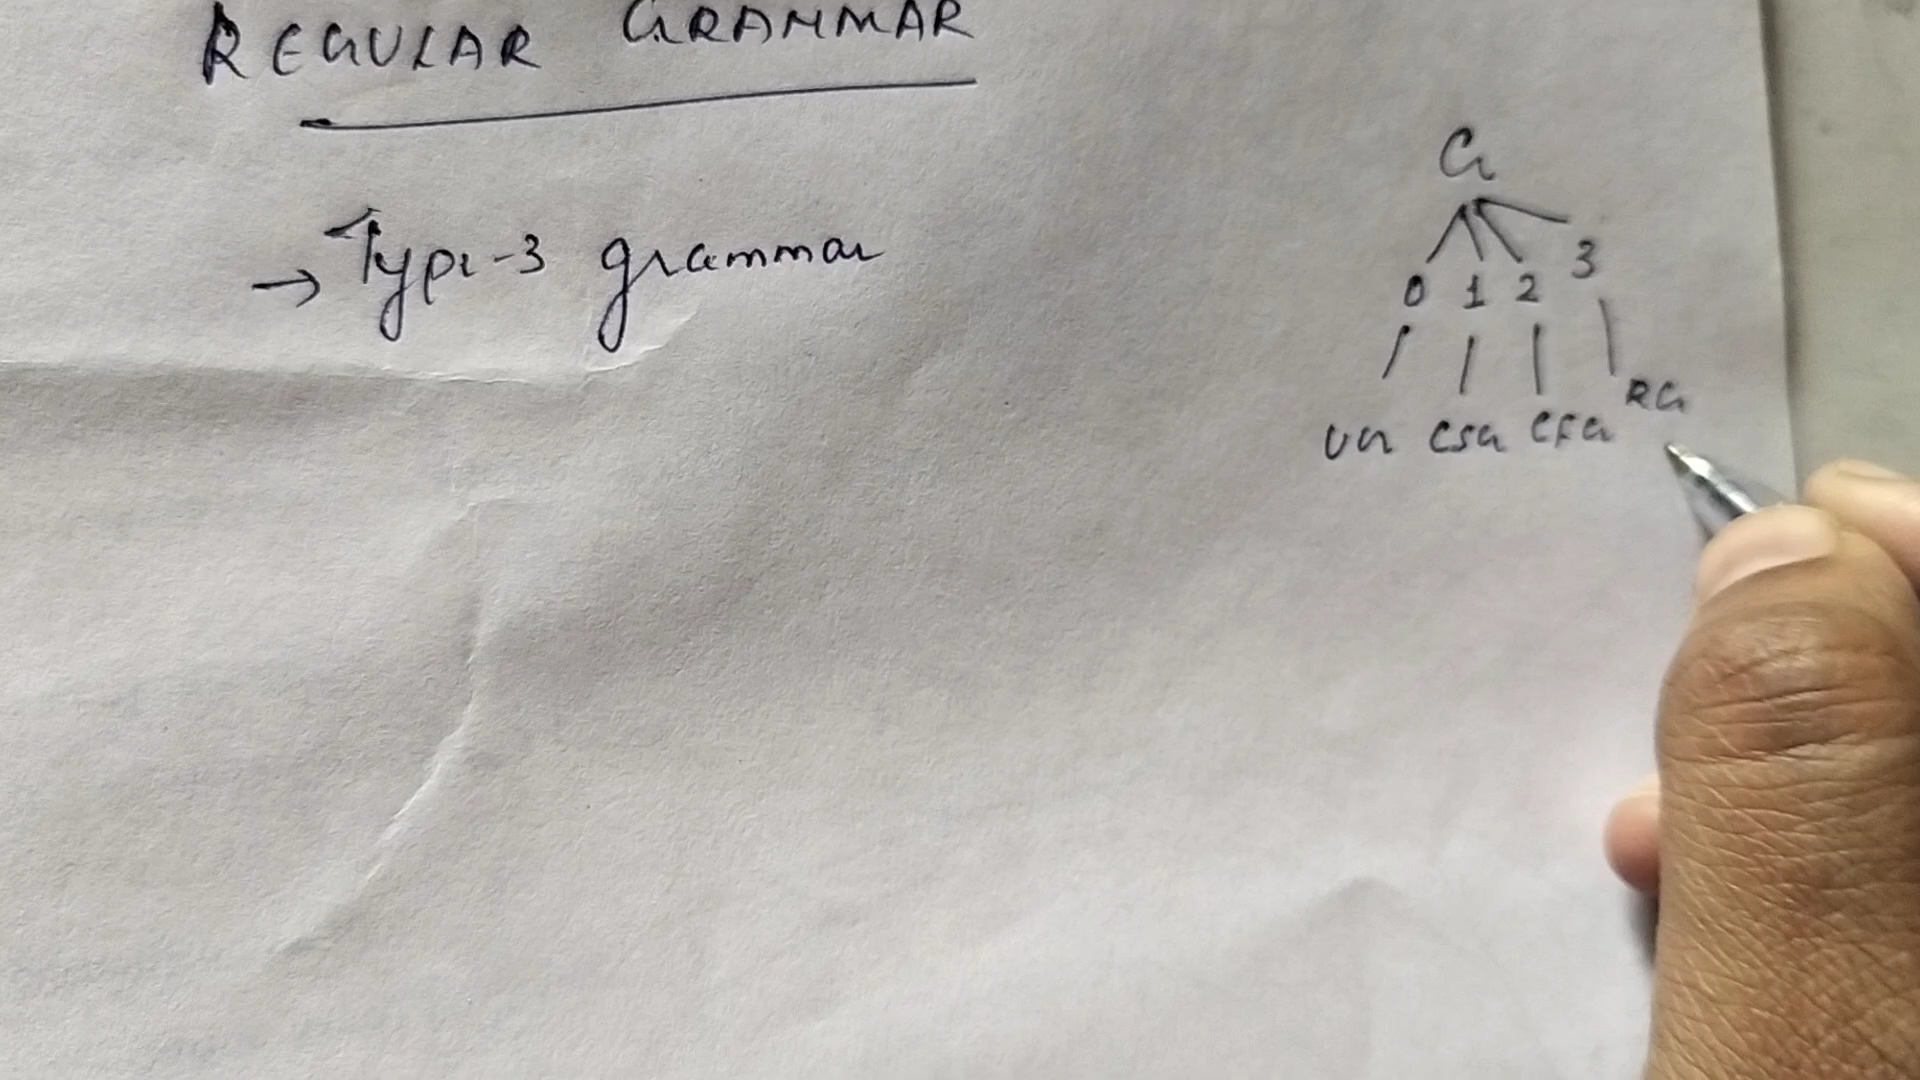 REGULAR GRAMMAR
→ Type-3 grammar
G
0 1 2 3
UG CSG CFG RG